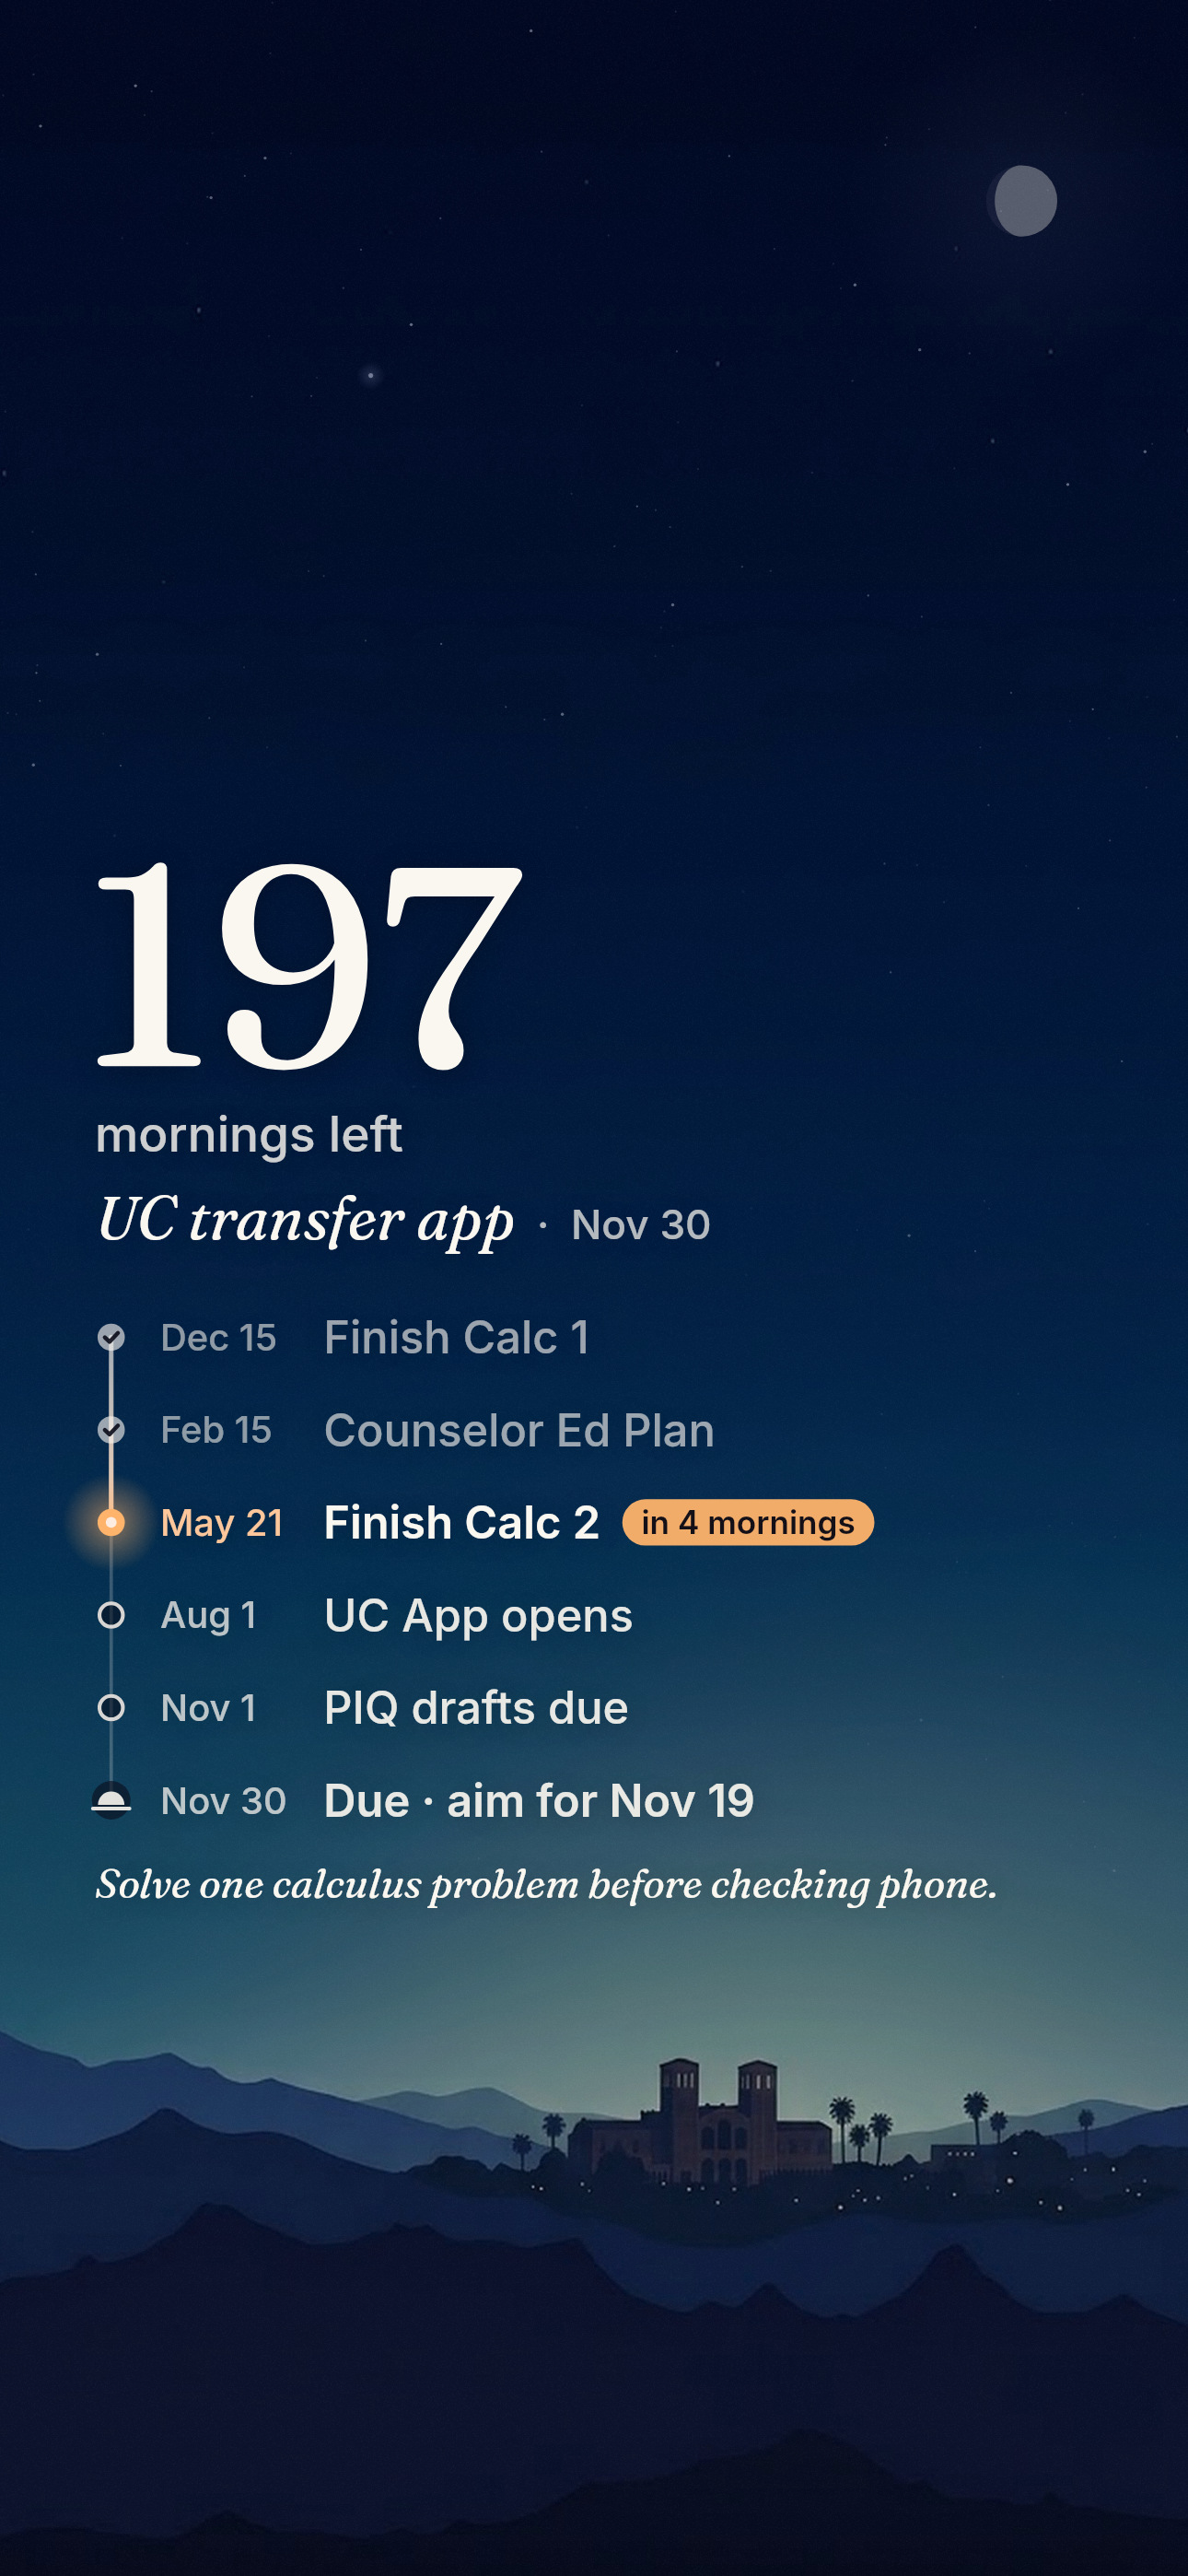 197
mornings left
UC transfer app · Nov 30
Dec 15 Finish Calc 1
Feb 15 Counselor Ed Plan
May 21 Finish Calc 2 in 4 mornings
Aug 1 UC App opens
Nov 1 PIQ drafts due
Nov 30 Due · aim for Nov 19
Solve one calculus problem before checking phone.